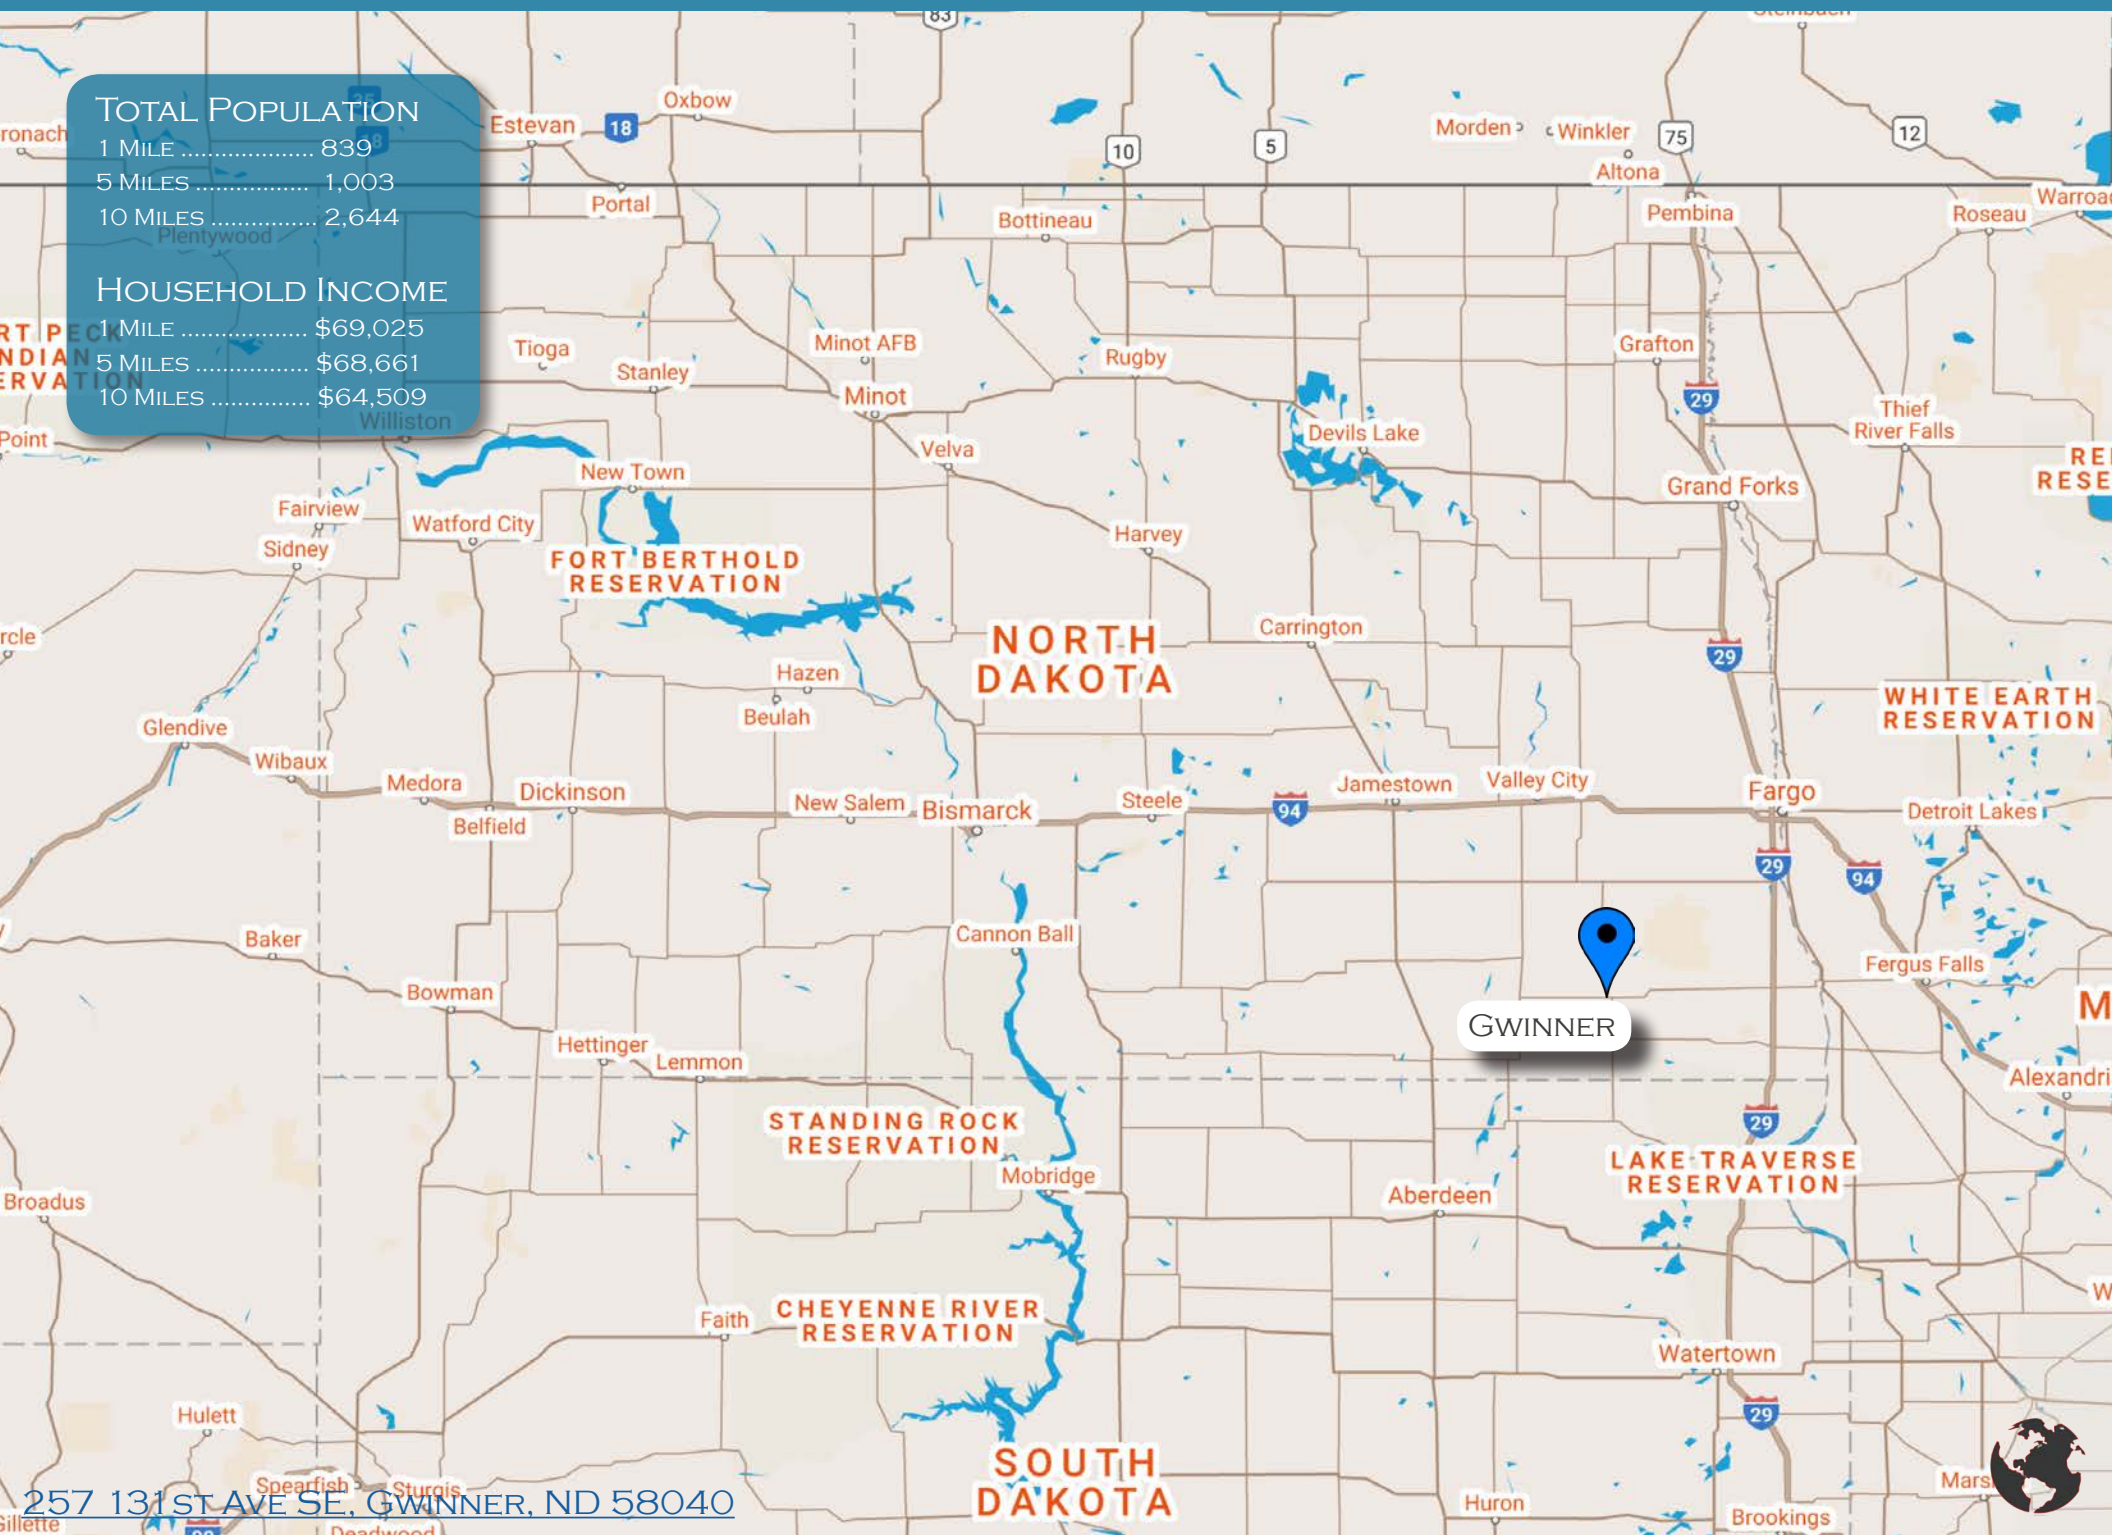 83
TOTAL POPULATION
1 MILE .................... 839
5 MILES ................. 1,003
10 MILES ................ 2,644
HOUSEHOLD INCOME
1 MILE ................... $69,025
5 MILES ................. $68,661
10 MILES ............... $64,509
Oxbow
Estevan
18
18
10
5
Morden
Winkler
75
12
Altona
Portal
Plentywood
Bottineau
Pembina
Roseau
Tioga
Stanley
Minot AFB
Minot
Rugby
Grafton
29
Thief
River Falls
Williston
Point
Velva
Devils Lake
New Town
Grand Forks
Fairview
Watford City
Sidney
Harvey
FORT BERTHOLD
RESERVATION
NORTH
DAKOTA
Carrington
29
Hazen
Beulah
WHITE EARTH
RESERVATION
Glendive
Wibaux
Medora
Dickinson
Belfield
New Salem
Bismarck
Steele
94
Jamestown
Valley City
Fargo
Detroit Lakes
29
94
Baker
Cannon Ball
Bowman
Fergus Falls
GWINNER
Hettinger
Lemmon
STANDING ROCK
RESERVATION
Mobridge
29
LAKE TRAVERSE
RESERVATION
Aberdeen
Broadus
Faith
CHEYENNE RIVER
RESERVATION
Watertown
29
Hulett
SOUTH
DAKOTA
Spearfish
Sturgis
257 131ST AVE SE, GWINNER, ND 58040
Deadwood
Huron
Brookings